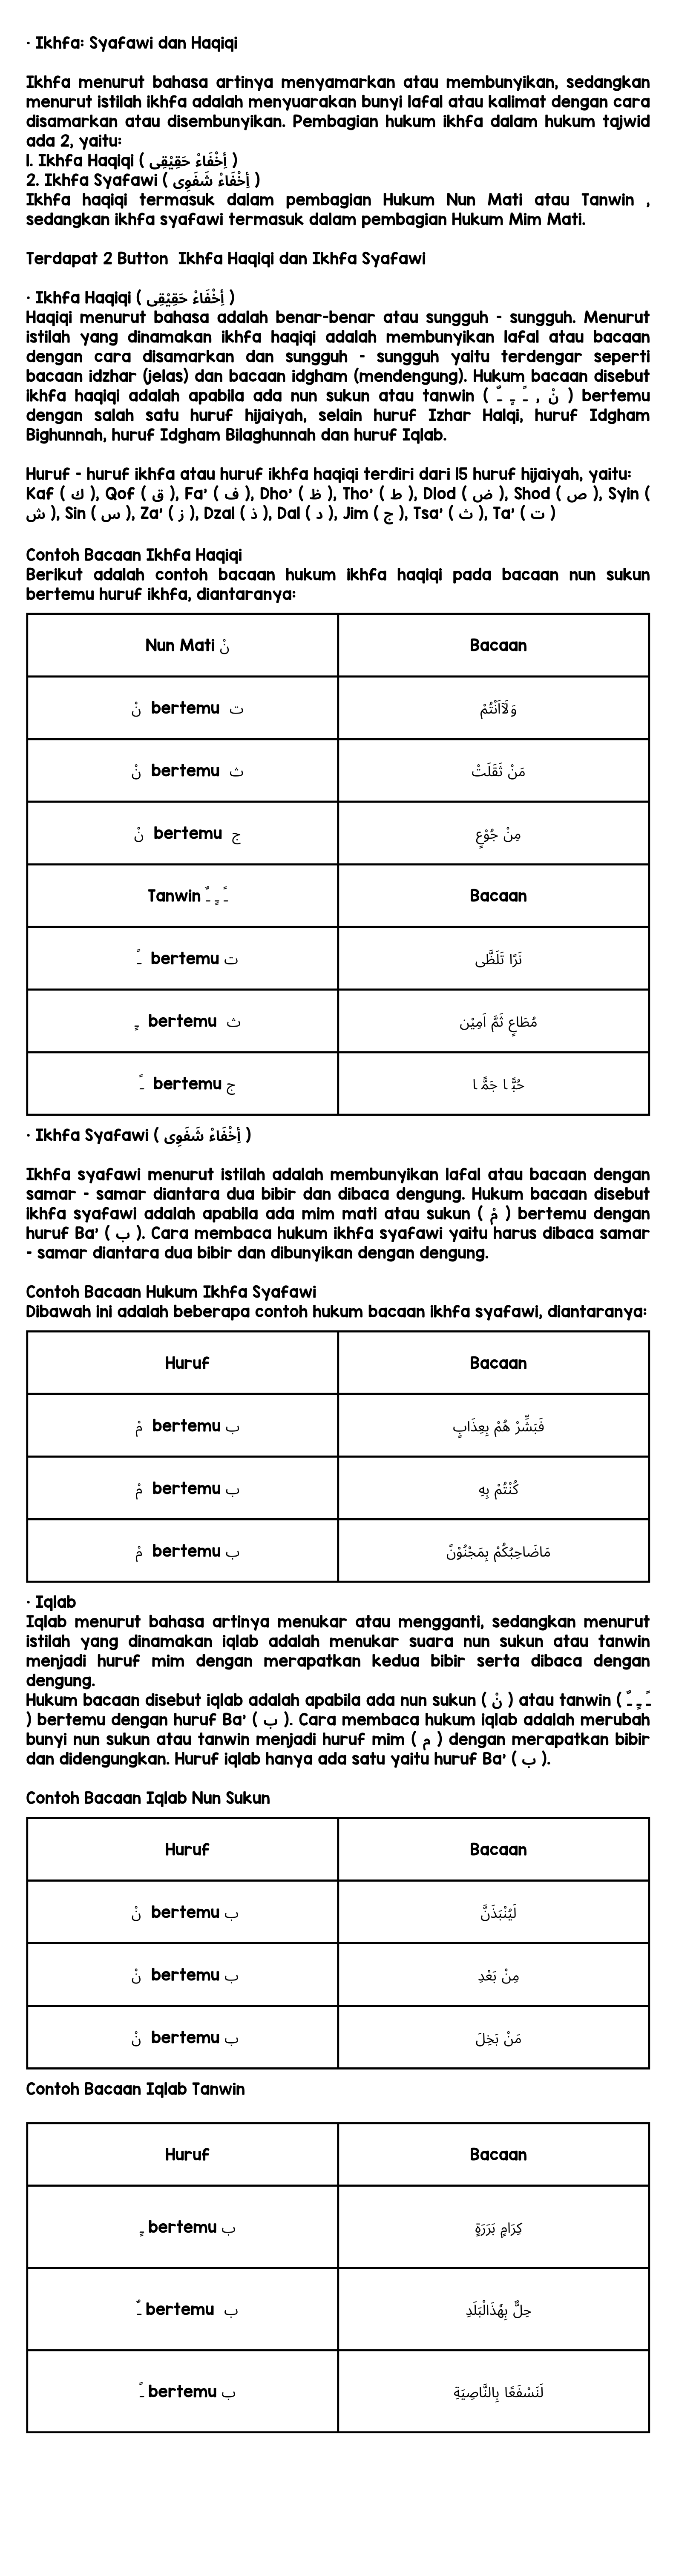 · Ikhfa: Syafawi dan Haqiqi
Ikhfa menurut bahasa artinya menyamarkan atau membunyikan, sedangkan
menurut istilah ikhfa adalah menyuarakan bunyi lafal atau kalimat dengan cara
disamarkan atau disembunyikan. Pembagian hukum ikhfa dalam hukum tajwid
ada 2, yaitu:
1. Ikhfa Haqiqi ( أِخْفَاءْ حَقِيْقِى )
2. Ikhfa Syafawi ( أِخْفَاءْ شَفَوِى )
Ikhfa haqiqi termasuk dalam pembagian Hukum Nun Mati atau Tanwin ,
sedangkan ikhfa syafawi termasuk dalam pembagian Hukum Mim Mati.
Terdapat 2 Button Ikhfa Haqiqi dan Ikhfa Syafawi
· Ikhfa Haqiqi ( أِخْفَاءْ حَقِيْقِى )
Haqiqi menurut bahasa adalah benar-benar atau sungguh - sungguh. Menurut
istilah yang dinamakan ikhfa haqiqi adalah membunyikan lafal atau bacaan
dengan cara disamarkan dan sungguh - sungguh yaitu terdengar seperti
bacaan idzhar (jelas) dan bacaan idgham (mendengung). Hukum bacaan disebut
ikhfa haqiqi adalah apabila ada nun sukun atau tanwin ( نْ , ـً ـٍ ـٌ ) bertemu
dengan salah satu huruf hijaiyah, selain huruf Izhar Halqi, huruf Idgham
Bighunnah, huruf Idgham Bilaghunnah dan huruf Iqlab.
Huruf - huruf ikhfa atau huruf ikhfa haqiqi terdiri dari 15 huruf hijaiyah, yaitu:
Kaf ( ك ), Qof ( ق ), Fa’ ( ف ), Dho’ ( ظ ), Tho’ ( ط ), Dlod ( ض ), Shod ( ص ), Syin (
ش ), Sin ( س ), Za’ ( ز ), Dzal ( ذ ), Dal ( د ), Jim ( ج ), Tsa’ ( ث ), Ta’ ( ت )
Contoh Bacaan Ikhfa Haqiqi
Berikut adalah contoh bacaan hukum ikhfa haqiqi pada bacaan nun sukun
bertemu huruf ikhfa, diantaranya:
Nun Mati نْ Bacaan
نْ bertemu ت وَلَآاَنْتُمْ
نْ bertemu ث مَنْ ثَقَلَتْ
نْ bertemu ج مِنْ جُوْعٍ
Tanwin ـً ـٍ ـٌ Bacaan
ـً bertemu ت نَرًا تَلَظَّى
ـٍ bertemu ث مُطَاعٍ ثَمَّ اَمِيْن
ـً bertemu ج حُبًّا جَمًّا
· Ikhfa Syafawi ( أِخْفَاءْ شَفَوِى )
Ikhfa syafawi menurut istilah adalah membunyikan lafal atau bacaan dengan
samar - samar diantara dua bibir dan dibaca dengung. Hukum bacaan disebut
ikhfa syafawi adalah apabila ada mim mati atau sukun ( مْ ) bertemu dengan
huruf Ba’ ( ب ). Cara membaca hukum ikhfa syafawi yaitu harus dibaca samar
- samar diantara dua bibir dan dibunyikan dengan dengung.
Contoh Bacaan Hukum Ikhfa Syafawi
Dibawah ini adalah beberapa contoh hukum bacaan ikhfa syafawi, diantaranya:
Huruf Bacaan
مْ bertemu ب فَبَشِّرْ هُمْ بِعِذَابٍ
مْ bertemu ب كُنْتُمْ بِهِ
مْ bertemu ب مَاصَاحِبُكُمْ بِمَجْنُوْنً
· Iqlab
Iqlab menurut bahasa artinya menukar atau mengganti, sedangkan menurut
istilah yang dinamakan iqlab adalah menukar suara nun sukun atau tanwin
menjadi huruf mim dengan merapatkan kedua bibir serta dibaca dengan
dengung.
Hukum bacaan disebut iqlab adalah apabila ada nun sukun ( نْ ) atau tanwin ( ـً ـٍ ـٌ
) bertemu dengan huruf Ba’ ( ب ). Cara membaca hukum iqlab adalah merubah
bunyi nun sukun atau tanwin menjadi huruf mim ( م ) dengan merapatkan bibir
dan didengungkan. Huruf iqlab hanya ada satu yaitu huruf Ba’ ( ب ).
Contoh Bacaan Iqlab Nun Sukun
Huruf Bacaan
نْ bertemu ب لَيُنْبَذَنَّ
نْ bertemu ب مِنْ بَعْدِ
نْ bertemu ب مَنْ بَخِلَ
Contoh Bacaan Iqlab Tanwin
Huruf Bacaan
ـٍ bertemu ب كِرَامٍ بَرَرَةٍ
ـٌ bertemu ب حِلٌّ بِهٰذَالْبَلَدِ
ـً bertemu ب لَنَسْفَعًا بِالنَّاصِيَةِ